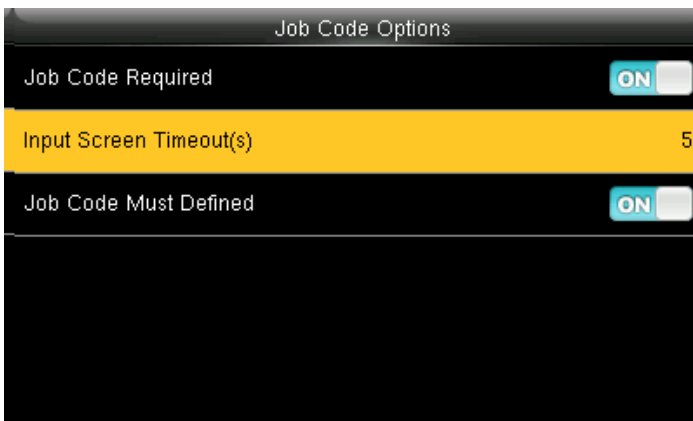 Job Code Options
Job Code Required ON
Input Screen Timeout(s) 5
Job Code Must Defined ON